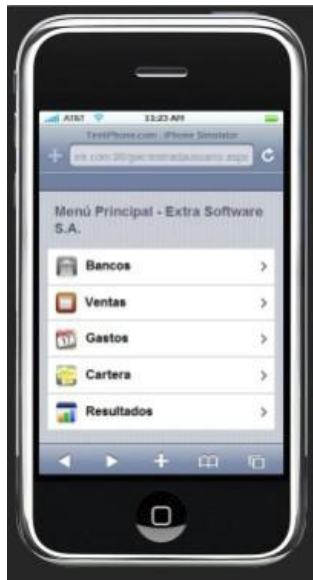 AT&T 11:23 AM
TestiPhone.com - iPhone Simulator
Menú Principal - Extra Software
S.A.
Bancos
Ventas
Gastos
Cartera
Resultados